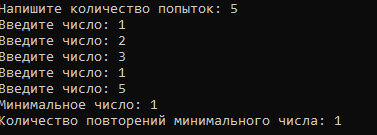 Напишите количество попыток: 5
Введите число: 1
Введите число: 2
Введите число: 3
Введите число: 1
Введите число: 5
Минимальное число: 1
Количество повторений минимального числа: 1